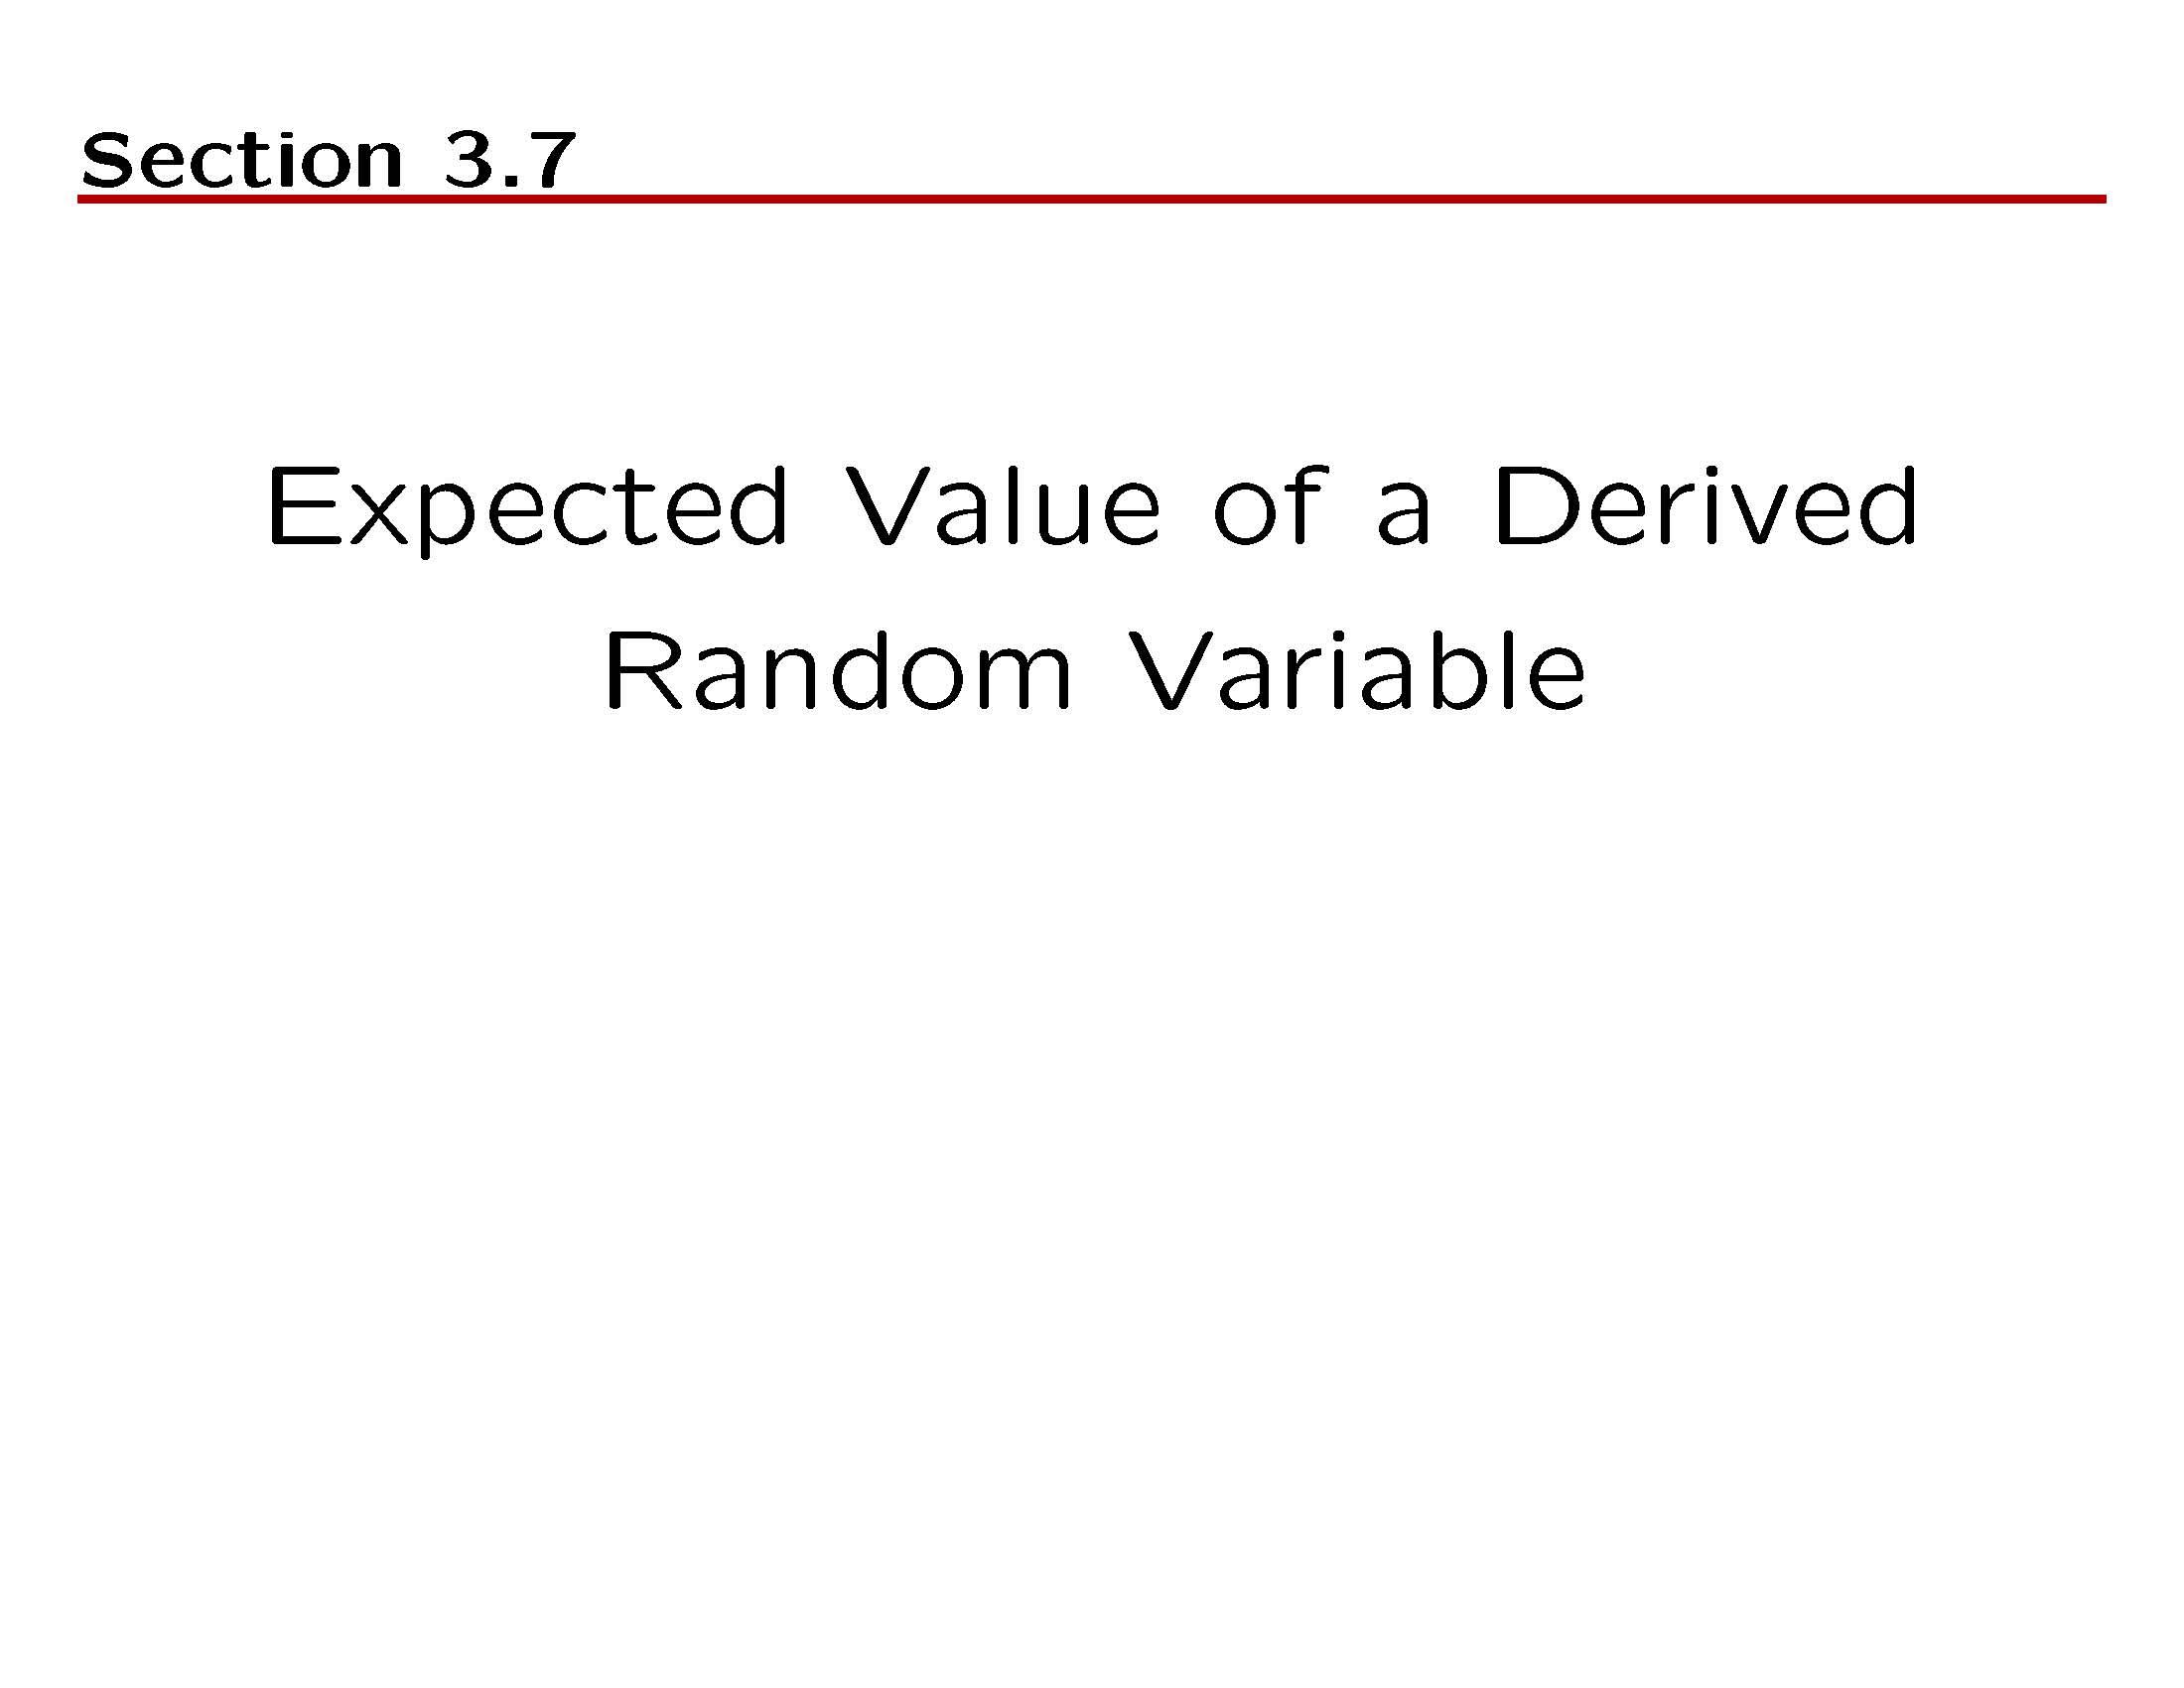 Section 3.7
Expected Value of a Derived
Random Variable